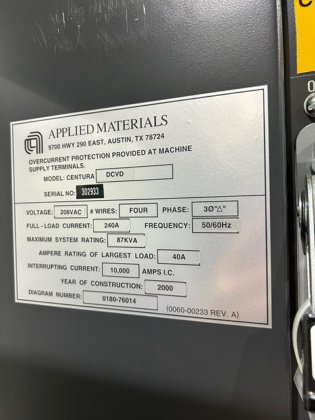 APPLIED MATERIALS
9700 HWY 290 EAST, AUSTIN, TX 78724
OVERCURRENT PROTECTION PROVIDED AT MACHINE
SUPPLY TERMINALS.
MODEL: CENTURA DCVD
SERIAL NO: 302933
VOLTAGE: 208VAC # WIRES: FOUR PHASE: 3Ø"△"
FULL - LOAD CURRENT: 240A FREQUENCY: 50/60Hz
MAXIMUM SYSTEM RATING: 87KVA
AMPERE RATING OF LARGEST LOAD: 40A
INTERRUPTING CURRENT: 10,000 AMPS I.C.
YEAR OF CONSTRUCTION: 2000
DIAGRAM NUMBER: 0180-76014
(0060-00233 REV. A)